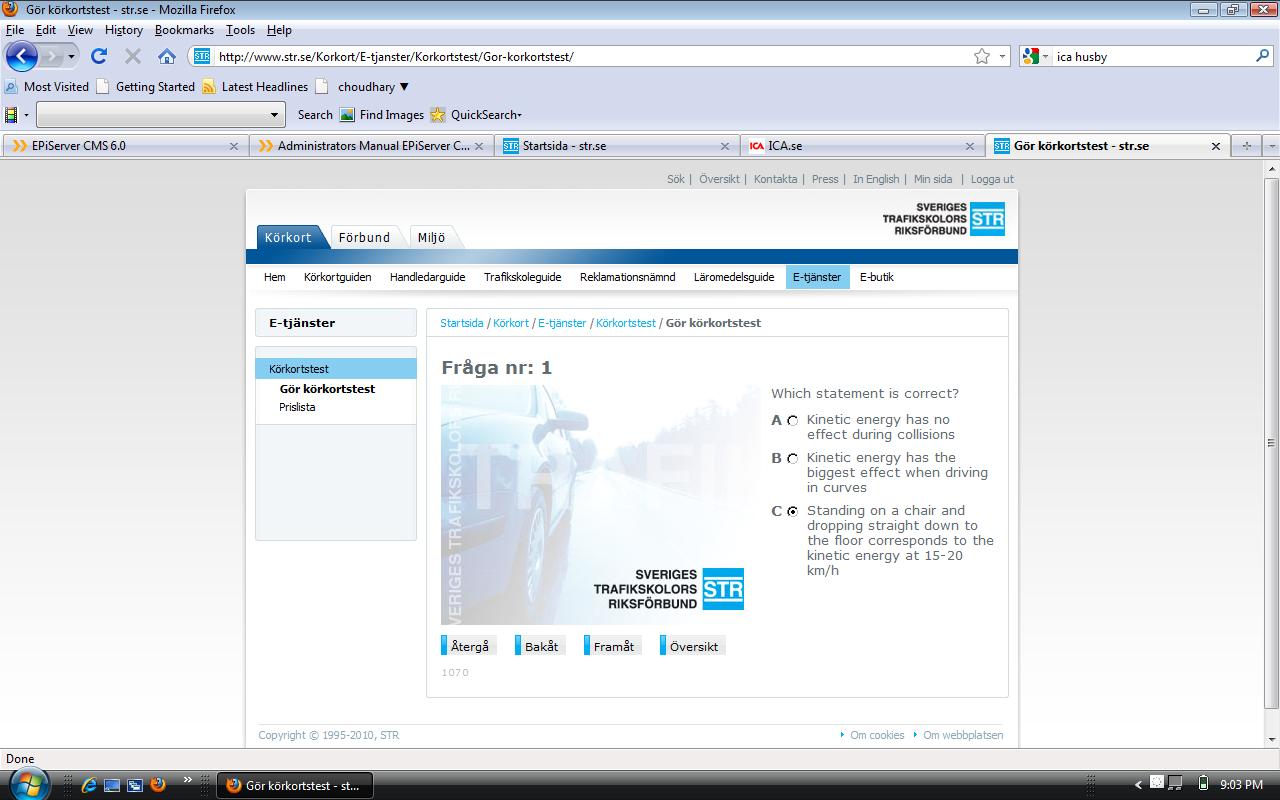 Gör körkortstest - str.se - Mozilla Firefox
File Edit View History Bookmarks Tools Help
STR http://www.str.se/Korkort/E-tjanster/Korkortstest/Gor-korkortstest/ ica husby
Most Visited Getting Started Latest Headlines choudhary ▼
Search Find Images QuickSearch
EPiServer CMS 6.0 Administrators Manual EPiServer C... STR Startsida - str.se ICA ICA.se STR Gör körkortstest - str.se
Sök | Översikt | Kontakta | Press | In English | Min sida | Logga ut
SVERIGES
TRAFIKSKOLORS STR
RIKSFÖRBUND
Körkort Förbund Miljö
Hem Körkortguiden Handledarguide Trafikskoleguide Reklamationsnämnd Läromedelsguide E-tjänster E-butik
E-tjänster
Körkortstest
Gör körkortstest
Prislista
Startsida / Körkort / E-tjänster / Körkortstest / Gör körkortstest
Fråga nr: 1
VERIGES TRAFIKSKOLORS R
TRAFIK
SVERIGES
TRAFIKSKOLORS STR
RIKSFÖRBUND
Which statement is correct?
A Kinetic energy has no
effect during collisions
B Kinetic energy has the
biggest effect when driving
in curves
C Standing on a chair and
dropping straight down to
the floor corresponds to the
kinetic energy at 15-20
km/h
Återgå Bakåt Framåt Översikt
1070
Copyright © 1995-2010, STR Om cookies Om webbplatsen
Done
Gör körkortstest - st... 9:03 PM